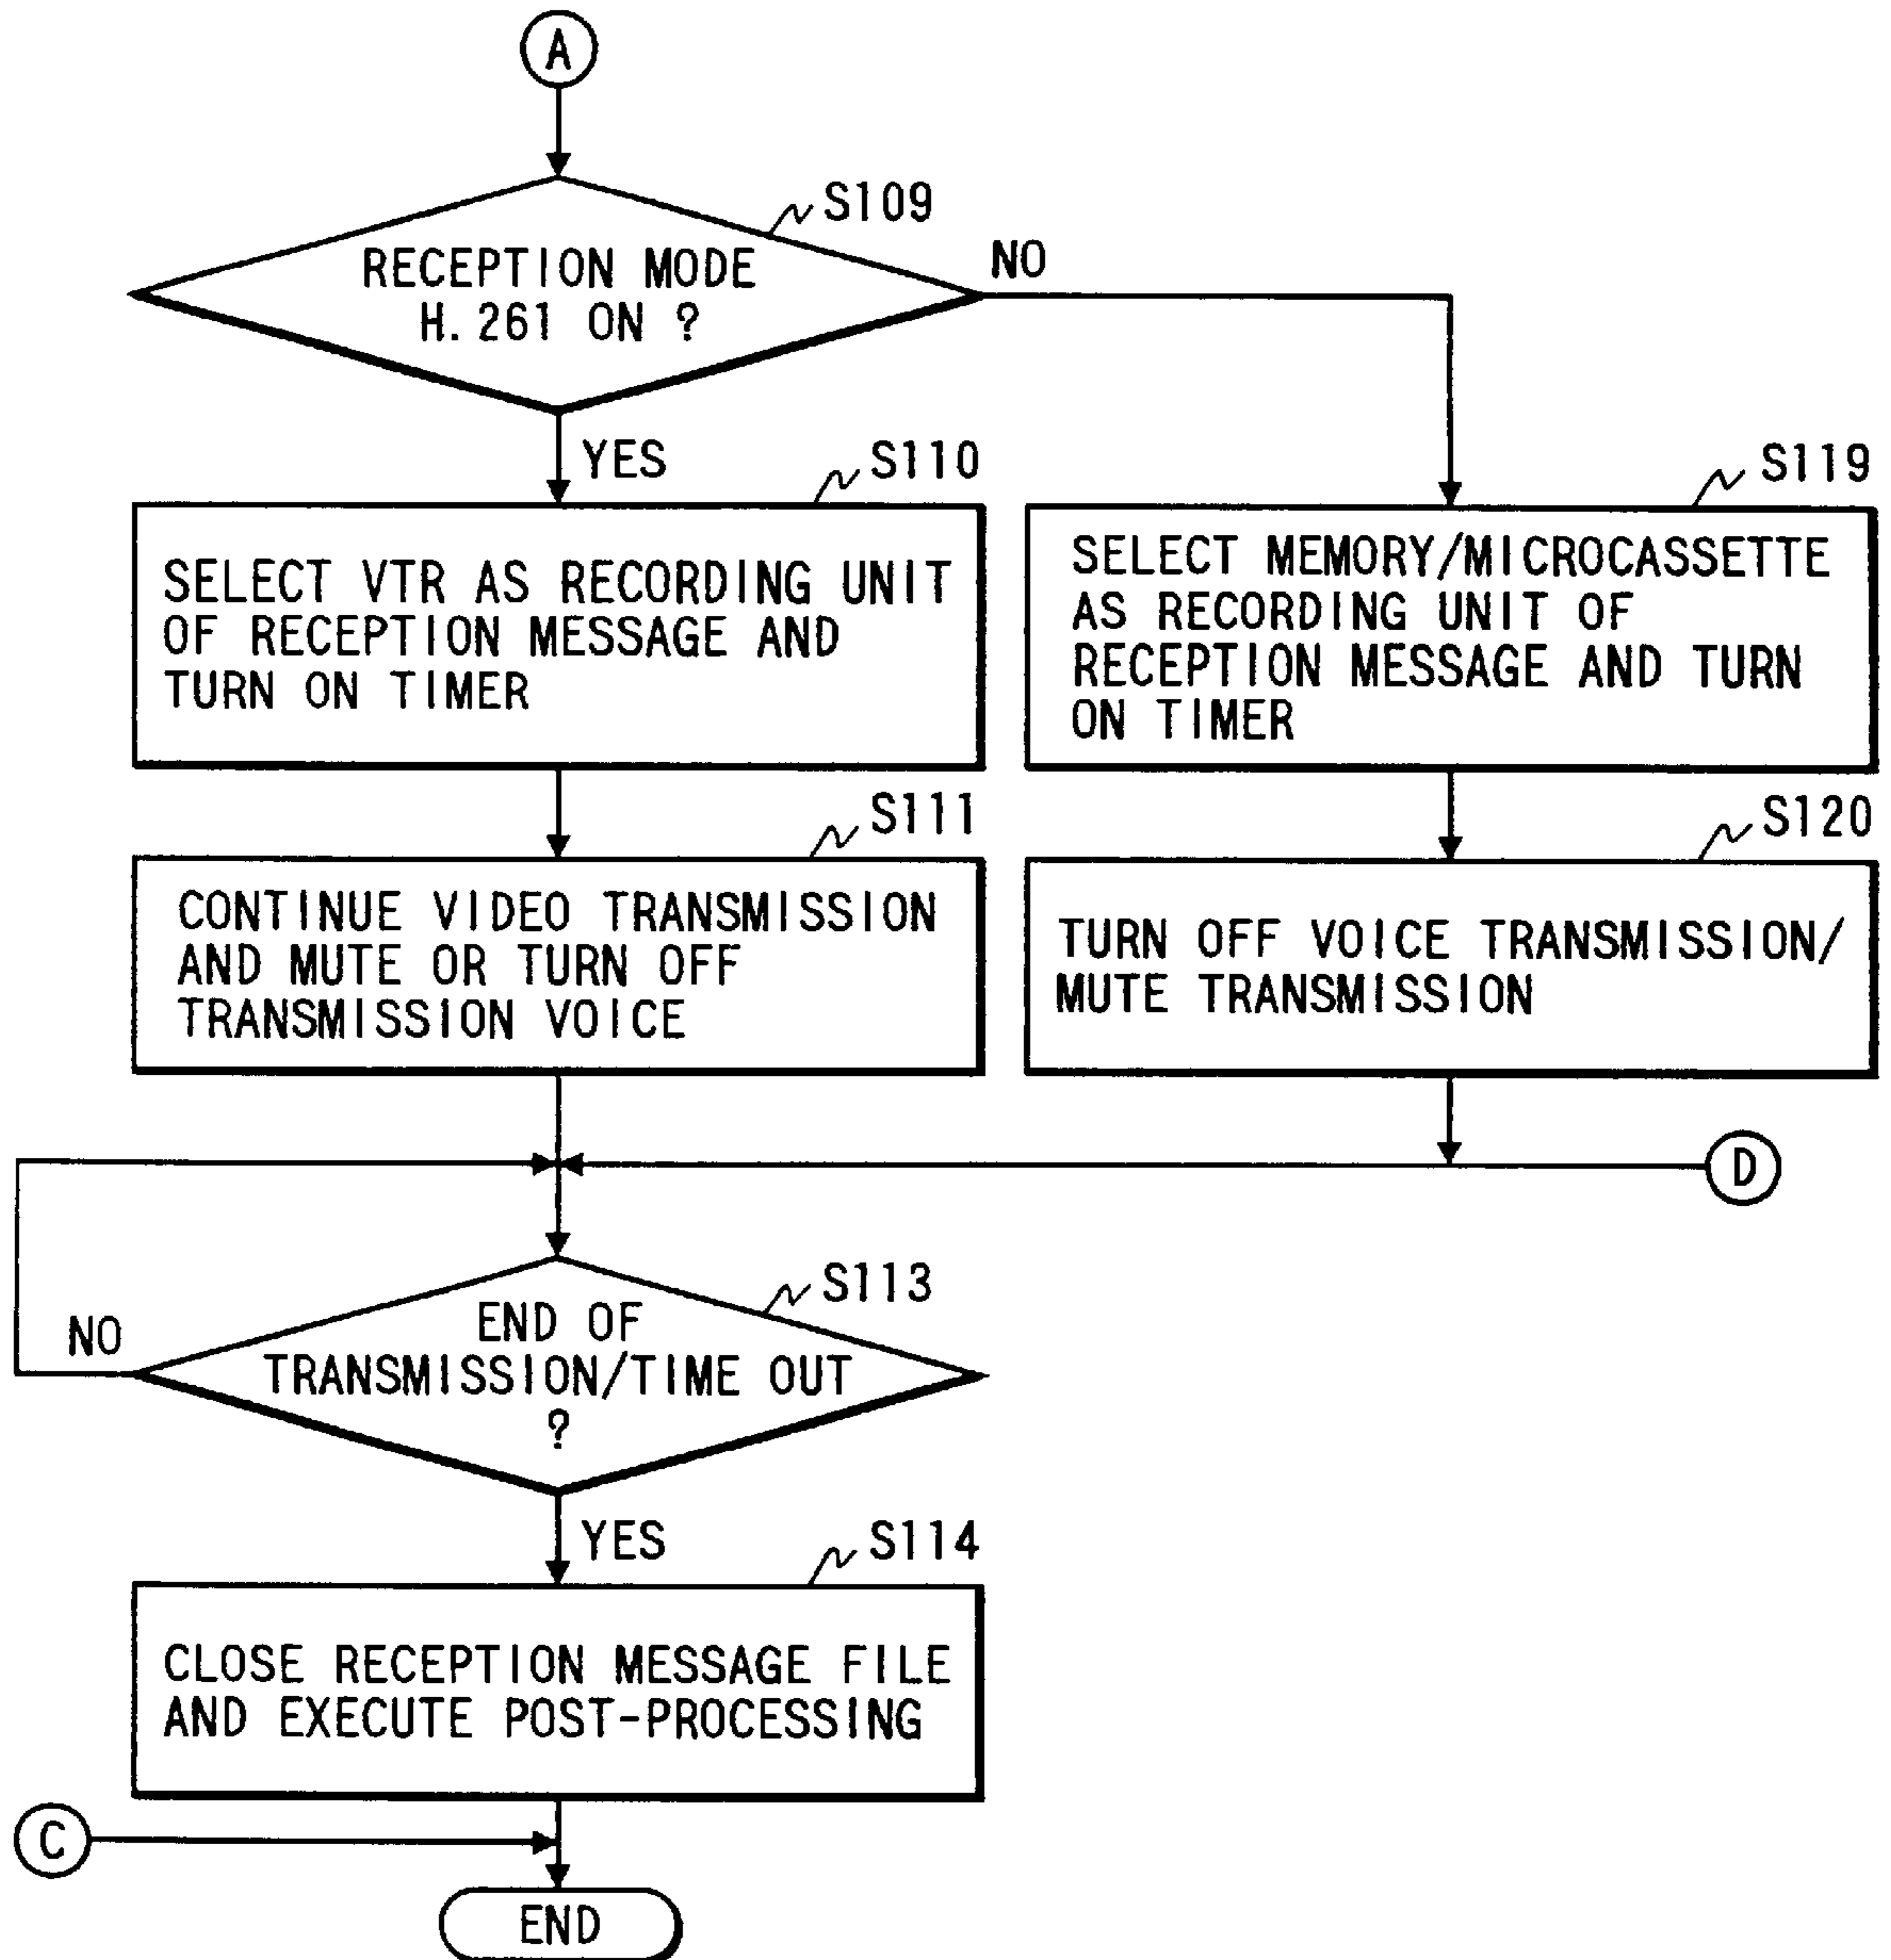 A
S109
RECEPTION MODE
H.261 ON ?
NO
YES
S110
SELECT VTR AS RECORDING UNIT
OF RECEPTION MESSAGE AND
TURN ON TIMER
S119
SELECT MEMORY/MICROCASSETTE
AS RECORDING UNIT OF
RECEPTION MESSAGE AND TURN
ON TIMER
S111
CONTINUE VIDEO TRANSMISSION
AND MUTE OR TURN OFF
TRANSMISSION VOICE
S120
TURN OFF VOICE TRANSMISSION/
MUTE TRANSMISSION
D
S113
END OF
TRANSMISSION/TIME OUT
?
NO
YES
S114
CLOSE RECEPTION MESSAGE FILE
AND EXECUTE POST-PROCESSING
C
END